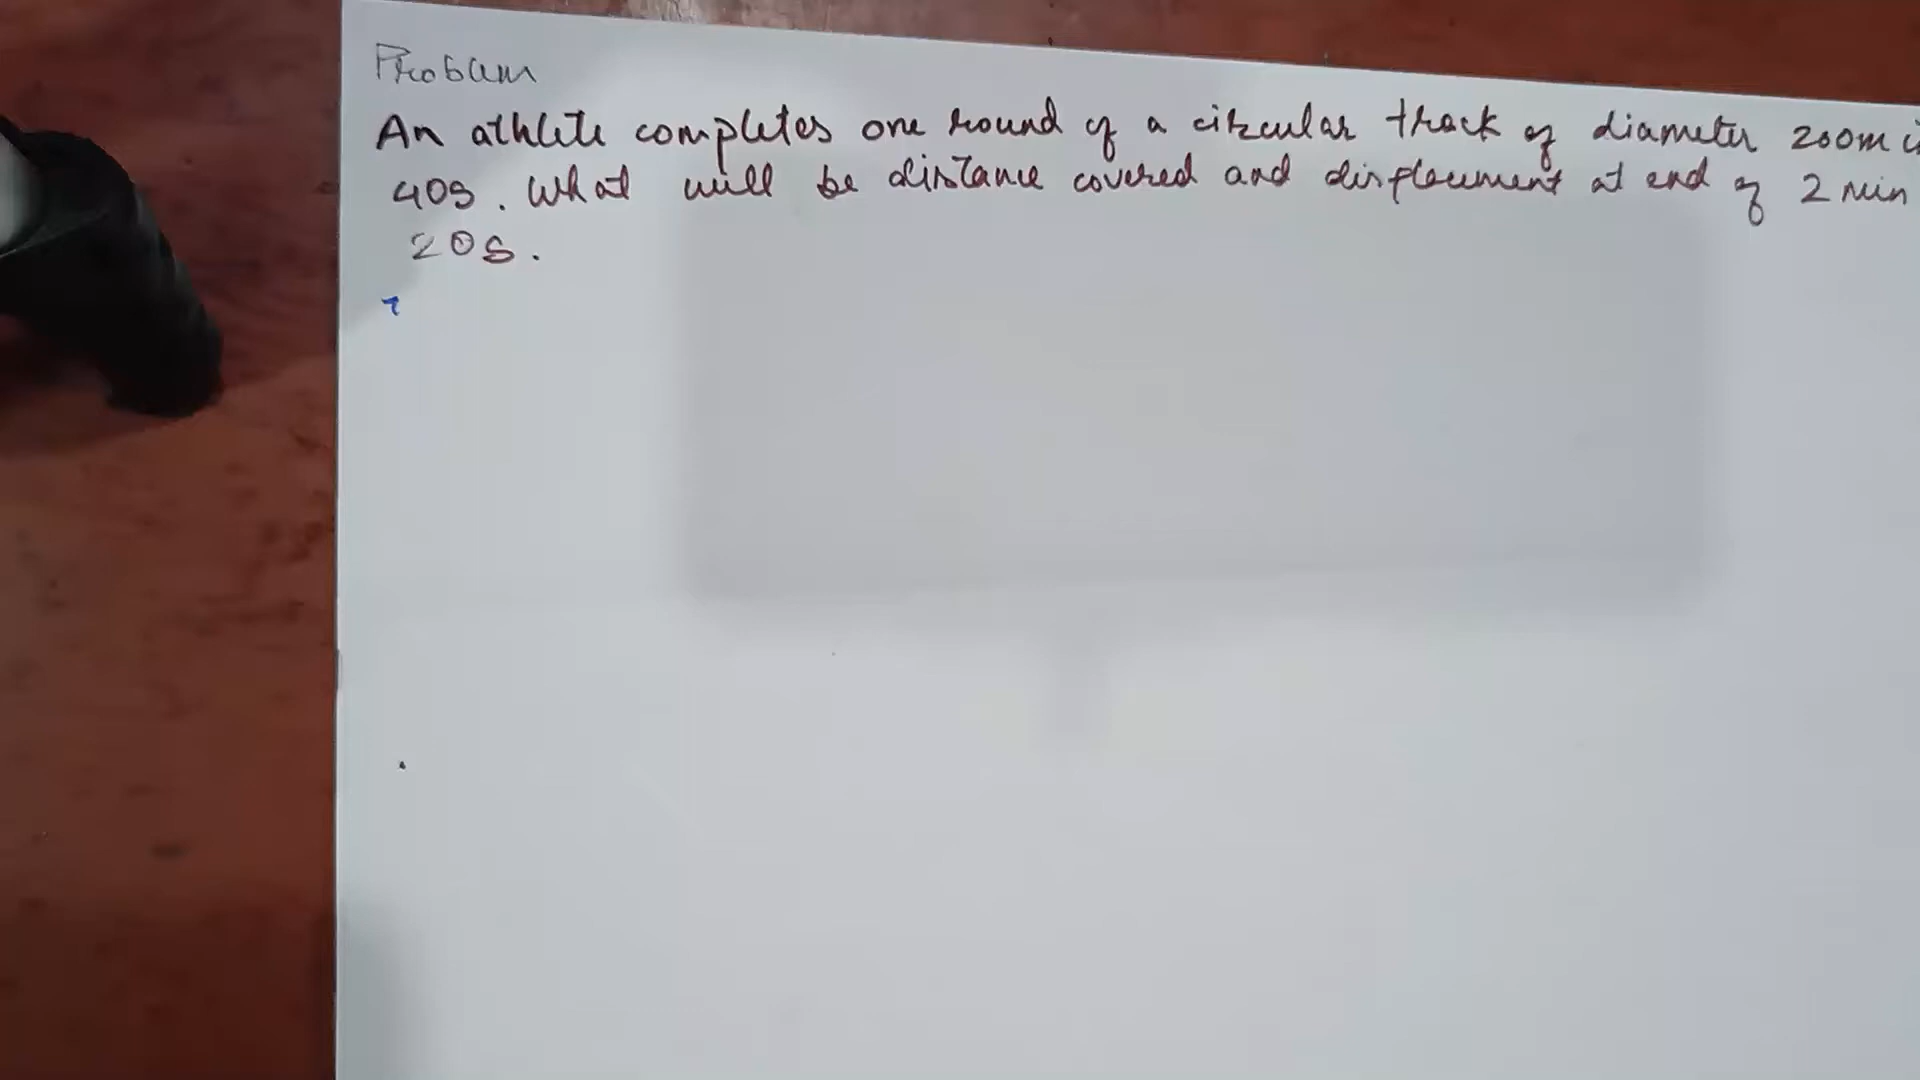 Problem
An athlete completes one round of a circular track of diameter 200m i
40s. What will be distance covered and displacement at end of 2 min
20s.